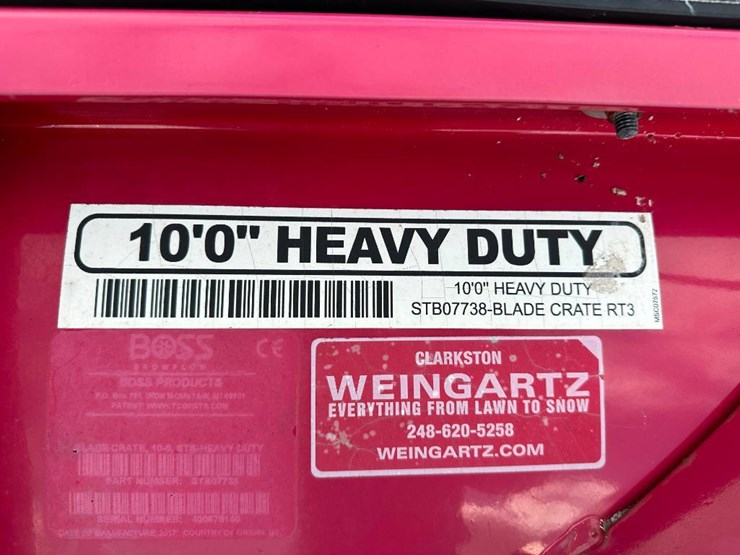 10'0" HEAVY DUTY
10'0" HEAVY DUTY
STB07738-BLADE CRATE RT3
BOSS CE
SNOWPLOW
BOSS PRODUCTS
PART NUMBER: STB07738
SERIAL NUMBER:
CLARKSTON
WEINGARTZ
EVERYTHING FROM LAWN TO SNOW
248-620-5258
WEINGARTZ.COM